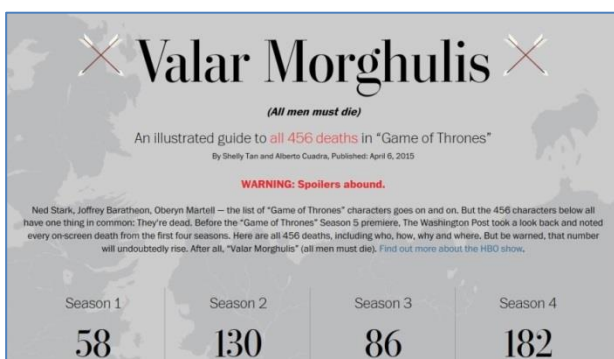 Valar Morghulis
(All men must die)
An illustrated guide to all 456 deaths in “Game of Thrones”
By Shelly Tan and Alberto Cuadra, Published: April 6, 2015
WARNING: Spoilers abound.
Ned Stark, Joffrey Baratheon, Oberyn Martell — the list of “Game of Thrones” characters goes on and on. But the 456 characters below all
have one thing in common: They're dead. Before the “Game of Thrones” Season 5 premiere, The Washington Post took a look back and noted
every on-screen death from the first four seasons. Here are all 456 deaths, including who, how, why and where. But be warned, that number
will undoubtedly rise. After all, “Valar Morghulis” (all men must die). Find out more about the HBO show.
Season 1 Season 2 Season 3 Season 4
58 130 86 182